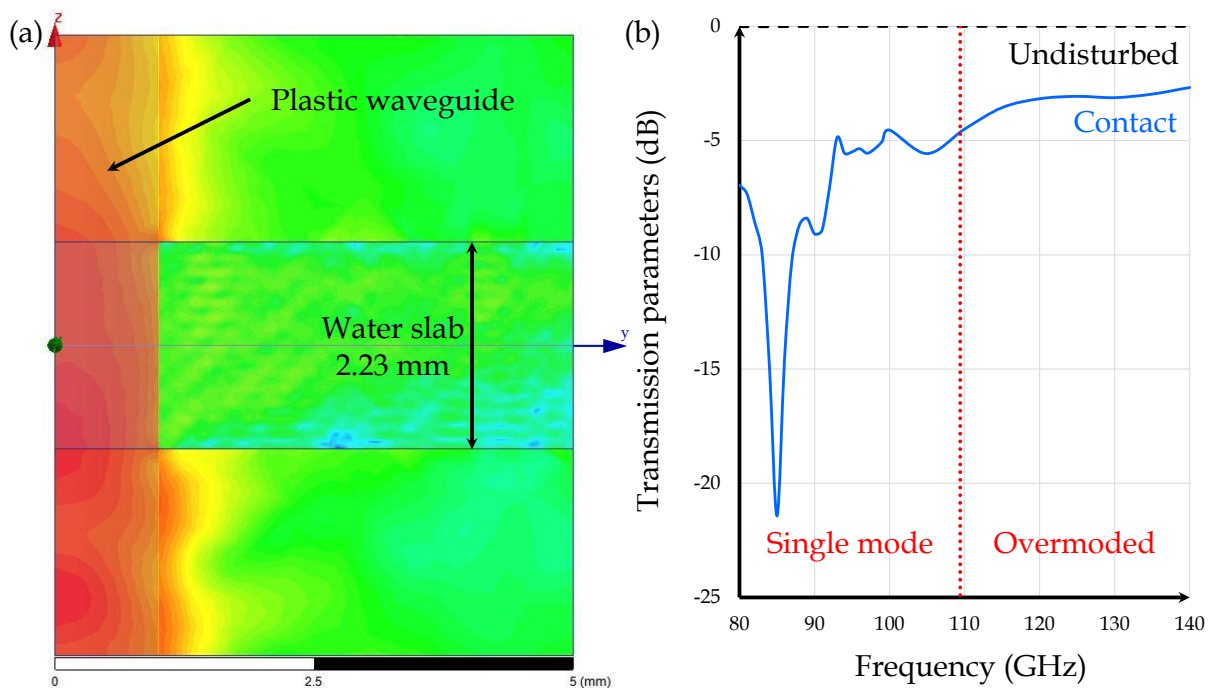 (a)
z
Plastic waveguide
Water slab
2.23 mm
y
0
2.5
5 (mm)
(b)
Transmission parameters (dB)
0
-5
-10
-15
-20
-25
Undisturbed
Contact
Single mode
Overmoded
80
90
100
110
120
130
140
Frequency (GHz)